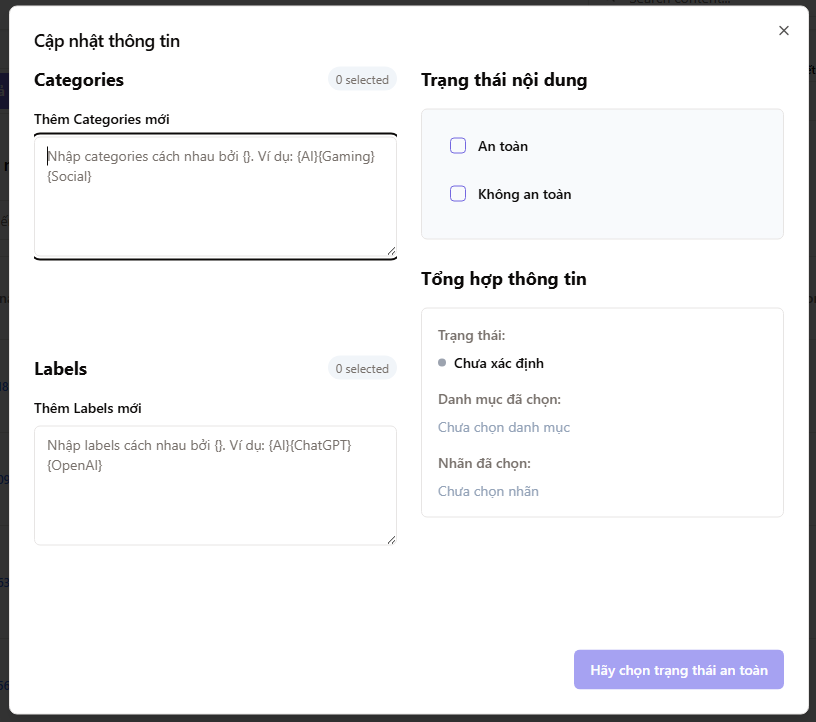 Cập nhật thông tin
Categories
0 selected
Thêm Categories mới
Nhập categories cách nhau bởi {}. Ví dụ: {AI}{Gaming}
{Social}
Labels
0 selected
Thêm Labels mới
Nhập labels cách nhau bởi {}. Ví dụ: {AI}{ChatGPT}
{OpenAI}
Trạng thái nội dung
An toàn
Không an toàn
Tổng hợp thông tin
Trạng thái:
Chưa xác định
Danh mục đã chọn:
Chưa chọn danh mục
Nhãn đã chọn:
Chưa chọn nhãn
Hãy chọn trạng thái an toàn